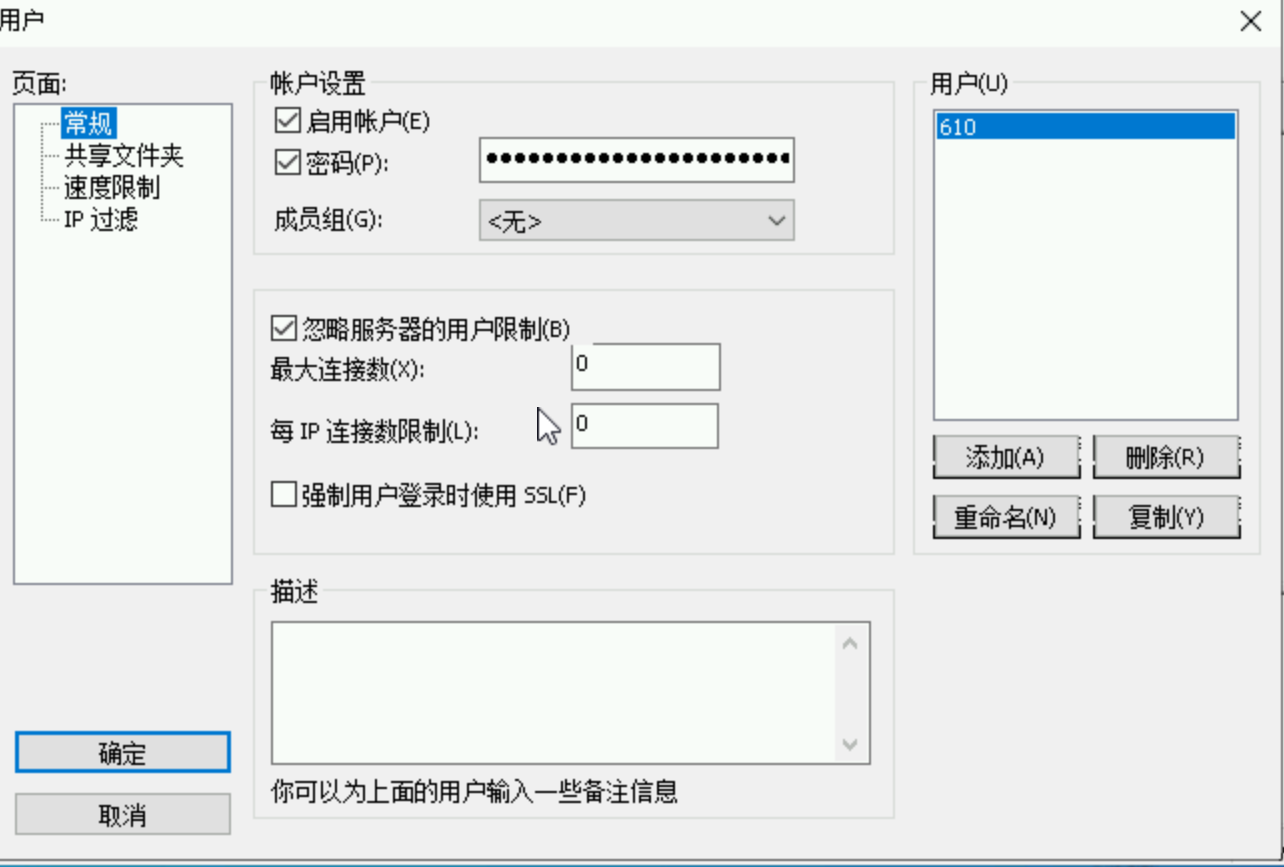 用户
页面:
常规
共享文件夹
速度限制
IP 过滤
帐户设置
启用帐户(E)
密码(P):
●●●●●●●●●●●●●●●●●●●●●●
成员组(G):
<无>
忽略服务器的用户限制(B)
最大连接数(X):
0
每 IP 连接数限制(L):
0
强制用户登录时使用 SSL(F)
描述
你可以为上面的用户输入一些备注信息
用户(U)
610
添加(A)
删除(R)
重命名(N)
复制(Y)
确定
取消